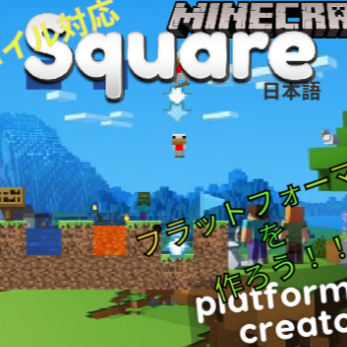 MINECRA
イル対応
Square
日本語
プラットフォーマ
を
作ろう！！
platform
creato